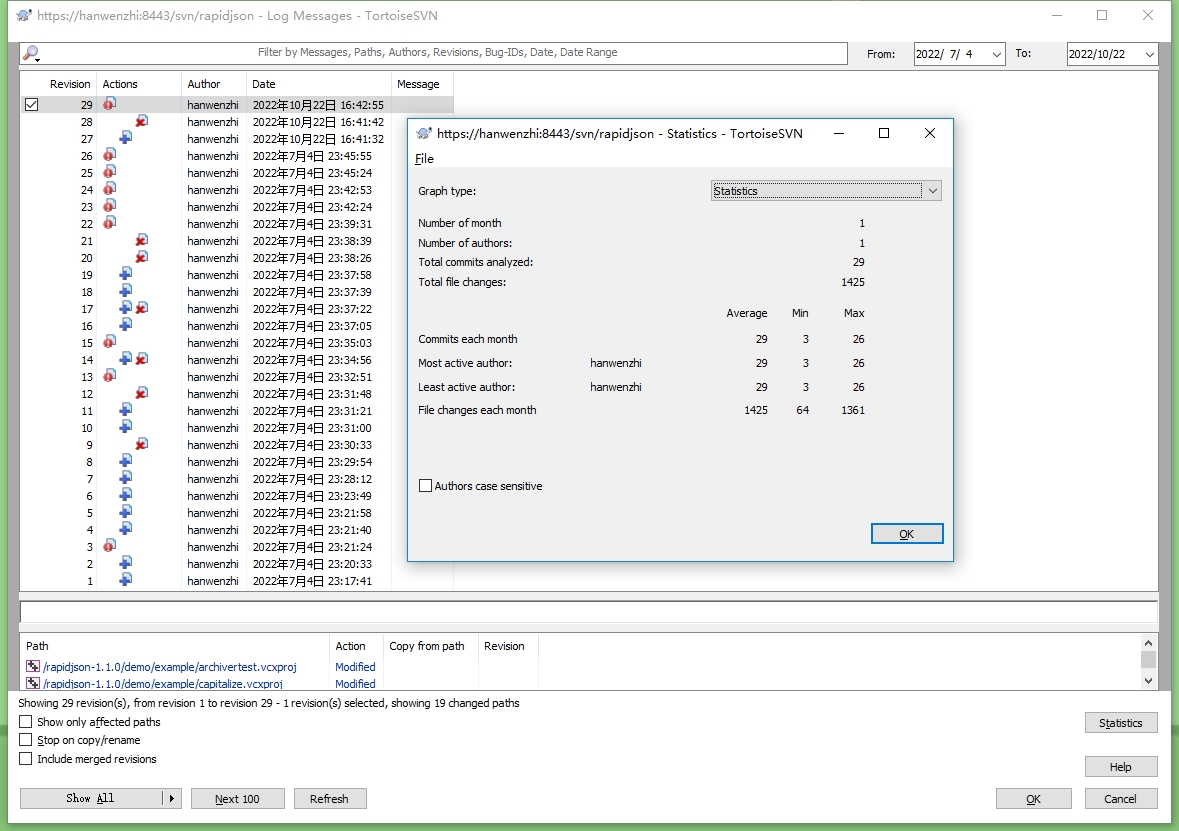 https://hanwenzhi:8443/svn/rapidjson - Log Messages - TortoiseSVN
Filter by Messages, Paths, Authors, Revisions, Bug-IDs, Date, Date Range
From: 2022/ 7/ 4 To: 2022/10/22
Revision Actions Author Date Message
29 hanwenzhi 2022年10月22日 16:42:55
28 hanwenzhi 2022年10月22日 16:41:42
27 hanwenzhi 2022年10月22日 16:41:32
26 hanwenzhi 2022年7月4日 23:45:55
25 hanwenzhi 2022年7月4日 23:45:24
24 hanwenzhi 2022年7月4日 23:42:53
23 hanwenzhi 2022年7月4日 23:42:24
22 hanwenzhi 2022年7月4日 23:39:31
21 hanwenzhi 2022年7月4日 23:38:39
20 hanwenzhi 2022年7月4日 23:38:26
19 hanwenzhi 2022年7月4日 23:37:58
18 hanwenzhi 2022年7月4日 23:37:39
17 hanwenzhi 2022年7月4日 23:37:22
16 hanwenzhi 2022年7月4日 23:37:05
15 hanwenzhi 2022年7月4日 23:35:03
14 hanwenzhi 2022年7月4日 23:34:56
13 hanwenzhi 2022年7月4日 23:32:51
12 hanwenzhi 2022年7月4日 23:31:48
11 hanwenzhi 2022年7月4日 23:31:21
10 hanwenzhi 2022年7月4日 23:31:00
9 hanwenzhi 2022年7月4日 23:30:33
8 hanwenzhi 2022年7月4日 23:29:54
7 hanwenzhi 2022年7月4日 23:28:12
6 hanwenzhi 2022年7月4日 23:23:49
5 hanwenzhi 2022年7月4日 23:21:58
4 hanwenzhi 2022年7月4日 23:21:40
3 hanwenzhi 2022年7月4日 23:21:24
2 hanwenzhi 2022年7月4日 23:20:33
1 hanwenzhi 2022年7月4日 23:17:41
https://hanwenzhi:8443/svn/rapidjson - Statistics - TortoiseSVN
File
Graph type: Statistics
Number of month 1
Number of authors: 1
Total commits analyzed: 29
Total file changes: 1425
Average Min Max
Commits each month 29 3 26
Most active author: hanwenzhi 29 3 26
Least active author: hanwenzhi 29 3 26
File changes each month 1425 64 1361
Authors case sensitive
OK
Path Action Copy from path Revision
/rapidjson-1.1.0/demo/example/archivertest.vcxproj Modified
/rapidjson-1.1.0/demo/example/capitalize.vcxproj Modified
Showing 29 revision(s), from revision 1 to revision 29 - 1 revision(s) selected, showing 19 changed paths
Show only affected paths
Statistics
Stop on copy/rename
Include merged revisions
Help
Show All Next 100 Refresh OK Cancel